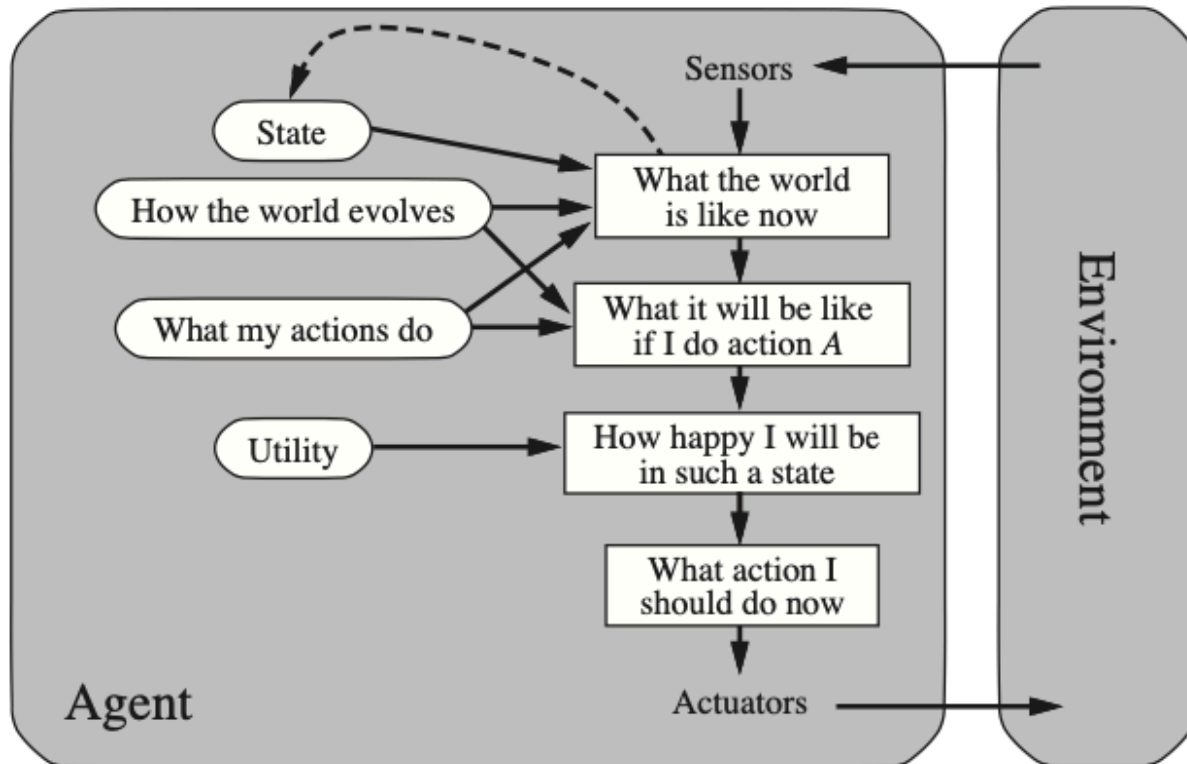 Sensors
State
What the world
is like now
How the world evolves
What it will be like
if I do action A
What my actions do
How happy I will be
in such a state
Utility
What action I
should do now
Agent
Actuators
Environment